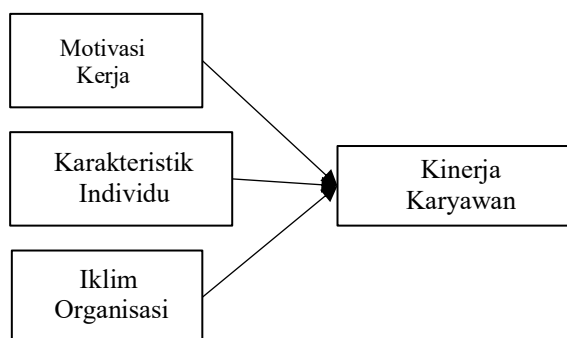 Motivasi
Kerja
Karakteristik
Individu
Kinerja
Karyawan
Iklim
Organisasi